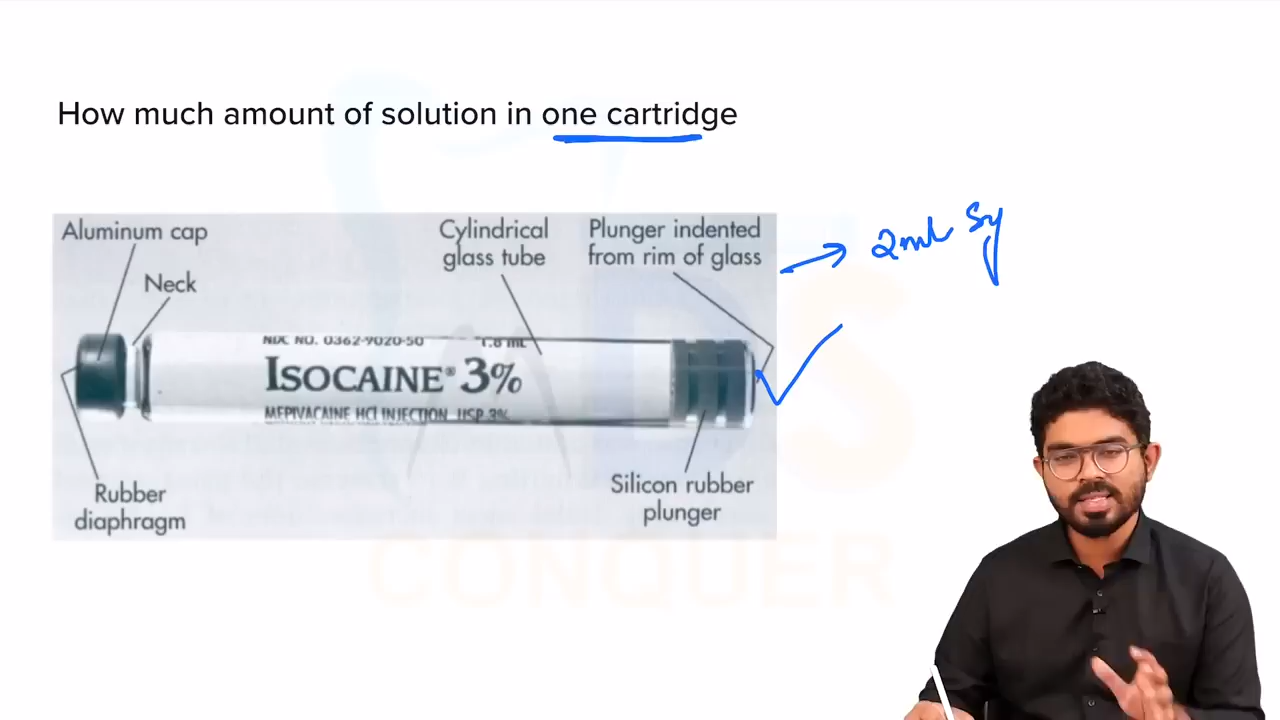 How much amount of solution in one cartridge
2ml Sy
Aluminum cap
Neck
Cylindrical
glass tube
Plunger indented
from rim of glass
NDC NO. 0362-9020-50 1.8 mL
ISOCAINE® 3%
MEPIVACAINE HCl INJECTION, USP 3%
Rubber
diaphragm
Silicon rubber
plunger
DS
CONQUER